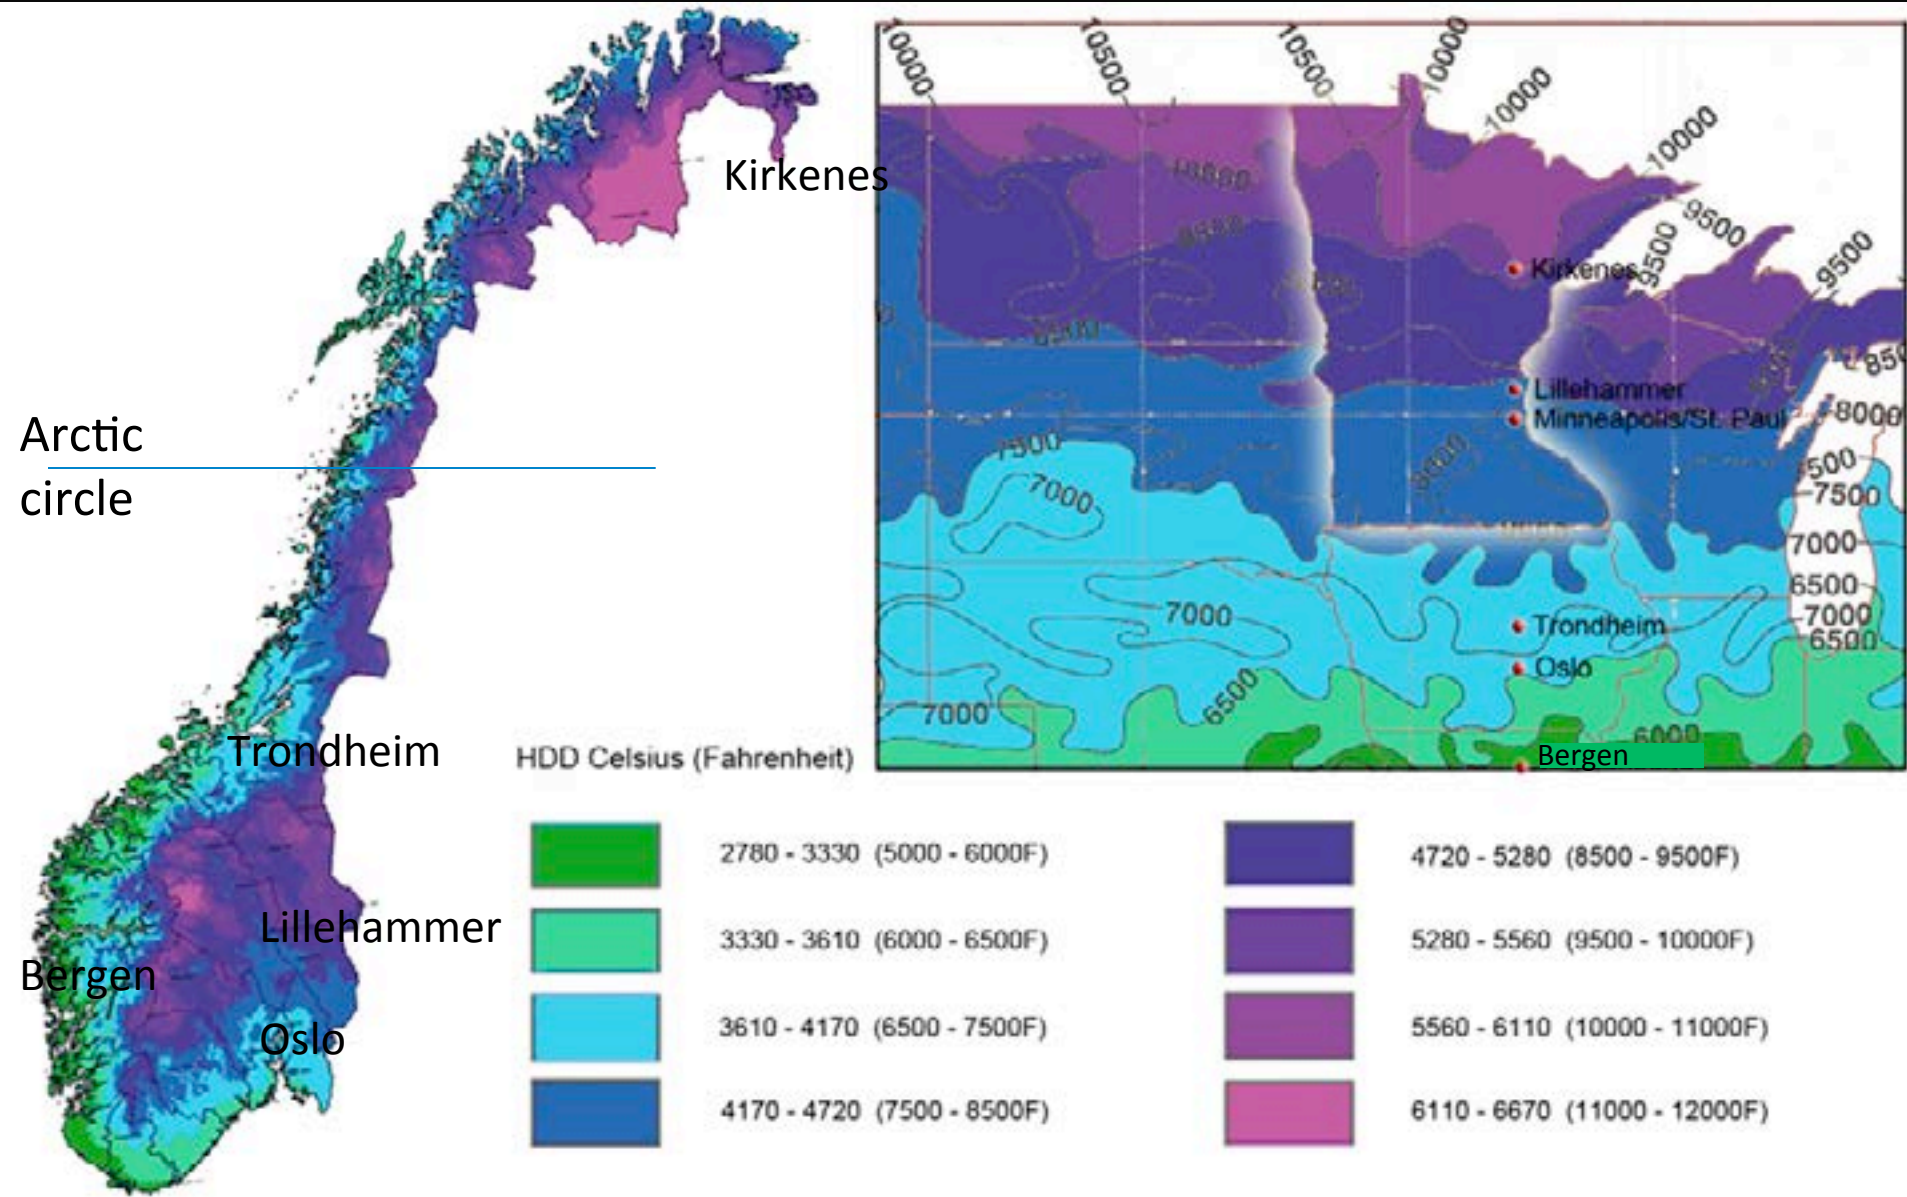 Kirkenes
Arctic
circle
Trondheim
Lillehammer
Bergen
Oslo
10000
10500
10500
10000
10000
10000
9500
9500
9500
10000
9500
Kirkenes
Lillehammer
Minneapolis/St. Paul
8000
7500
7000
8000
7500
7000
6500
7000
6500
7000
Trondheim
Oslo
6500
7000
6000
Bergen
HDD Celsius (Fahrenheit)
2780 - 3330 (5000 - 6000F)
3330 - 3610 (6000 - 6500F)
3610 - 4170 (6500 - 7500F)
4170 - 4720 (7500 - 8500F)
4720 - 5280 (8500 - 9500F)
5280 - 5560 (9500 - 10000F)
5560 - 6110 (10000 - 11000F)
6110 - 6670 (11000 - 12000F)